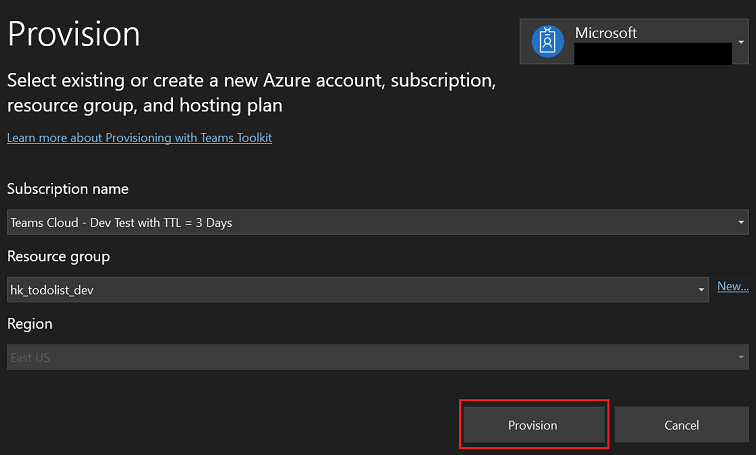 Provision
Microsoft
Select existing or create a new Azure account, subscription,
resource group, and hosting plan
Learn more about Provisioning with Teams Toolkit
Subscription name
Teams Cloud - Dev Test with TTL = 3 Days
Resource group
hk_todolist_dev
New...
Region
East US
Provision
Cancel